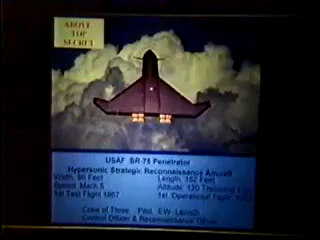 ABOVE
TOP
SECRET
USAF SR-75 Penetrator
Hypersonic Strategic Reconnaissance Aircraft
Width: 98 Feet Length: 162 Feet
Speed: Mach 5 Altitude: 120 Thousand Feet
1st Test Flight 1987 1st. Operational Flight
Crew of Three Pilot, EW-Launch
Control Officer & Reconnaissance Officer